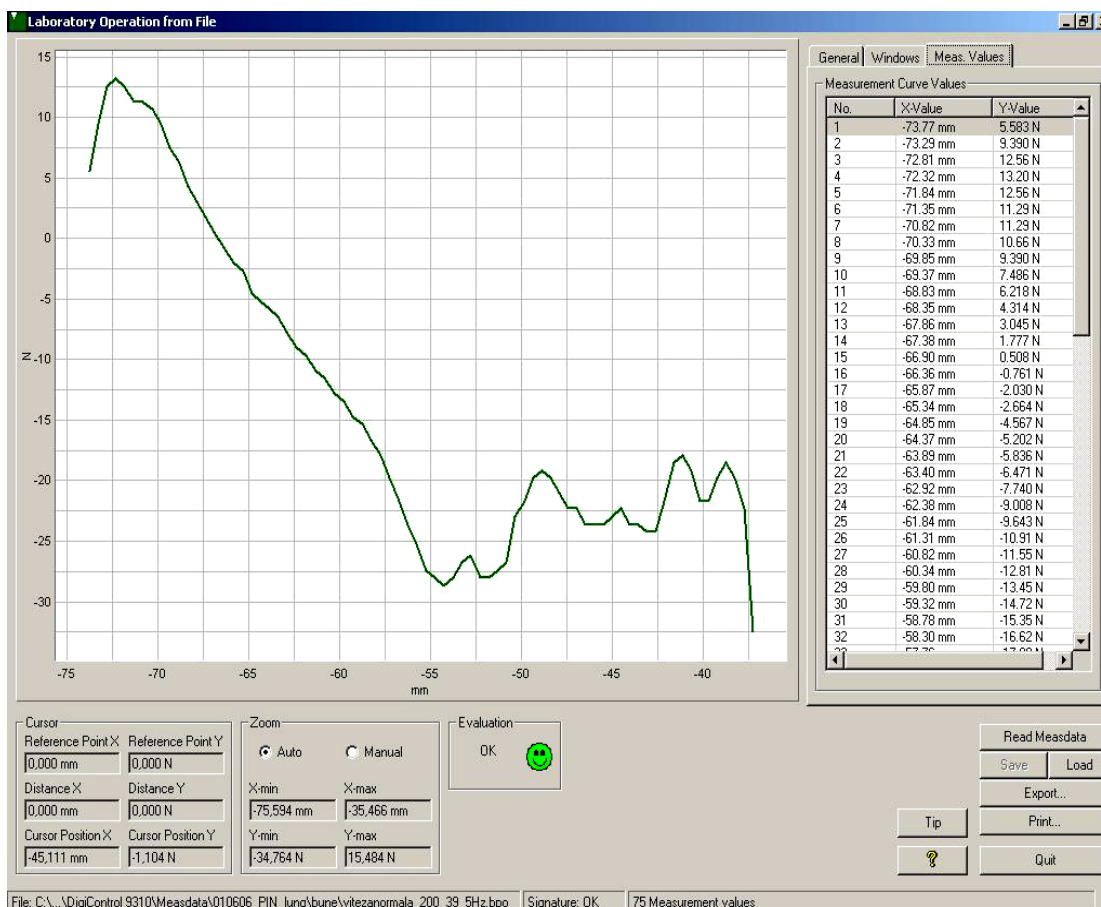 Laboratory Operation from File
15
10
5
0
-5
-10
-15
-20
-25
-30
N
-75 -70 -65 -60 -55 -50 -45 -40
mm
General Windows Meas. Values
Measurement Curve Values
No. X-Value Y-Value
1 -73.77 mm 5.583 N
2 -73.29 mm 9.390 N
3 -72.81 mm 12.56 N
4 -72.32 mm 13.20 N
5 -71.84 mm 12.56 N
6 -71.35 mm 11.29 N
7 -70.82 mm 11.29 N
8 -70.33 mm 10.66 N
9 -69.85 mm 9.390 N
10 -69.37 mm 7.486 N
11 -68.83 mm 6.218 N
12 -68.35 mm 4.314 N
13 -67.86 mm 3.045 N
14 -67.38 mm 1.777 N
15 -66.90 mm 0.508 N
16 -66.36 mm -0.761 N
17 -65.87 mm -2.030 N
18 -65.34 mm -2.664 N
19 -64.85 mm -4.567 N
20 -64.37 mm -5.202 N
21 -63.89 mm -5.836 N
22 -63.40 mm -6.471 N
23 -62.92 mm -7.740 N
24 -62.38 mm -9.008 N
25 -61.84 mm -9.643 N
26 -61.31 mm -10.91 N
27 -60.82 mm -11.55 N
28 -60.34 mm -12.81 N
29 -59.80 mm -13.45 N
30 -59.32 mm -14.72 N
31 -58.78 mm -15.35 N
32 -58.30 mm -16.62 N
Cursor
Reference Point X Reference Point Y
0,000 mm 0,000 N
Distance X Distance Y
0,000 mm 0,000 N
Cursor Position X Cursor Position Y
-45,111 mm -1,104 N
Zoom
Auto Manual
X-min X-max
-75,594 mm -35,466 mm
Y-min Y-max
-34,764 N 15,484 N
Evaluation
OK
Read Measdata
Save Load
Export...
Tip Print...
? Quit
File: C:\...\DigiControl 9310\Measdata\010606_PIN_lung\bune\vitezanormala_200_39_5Hz.bpo Signature: OK 75 Measurement values